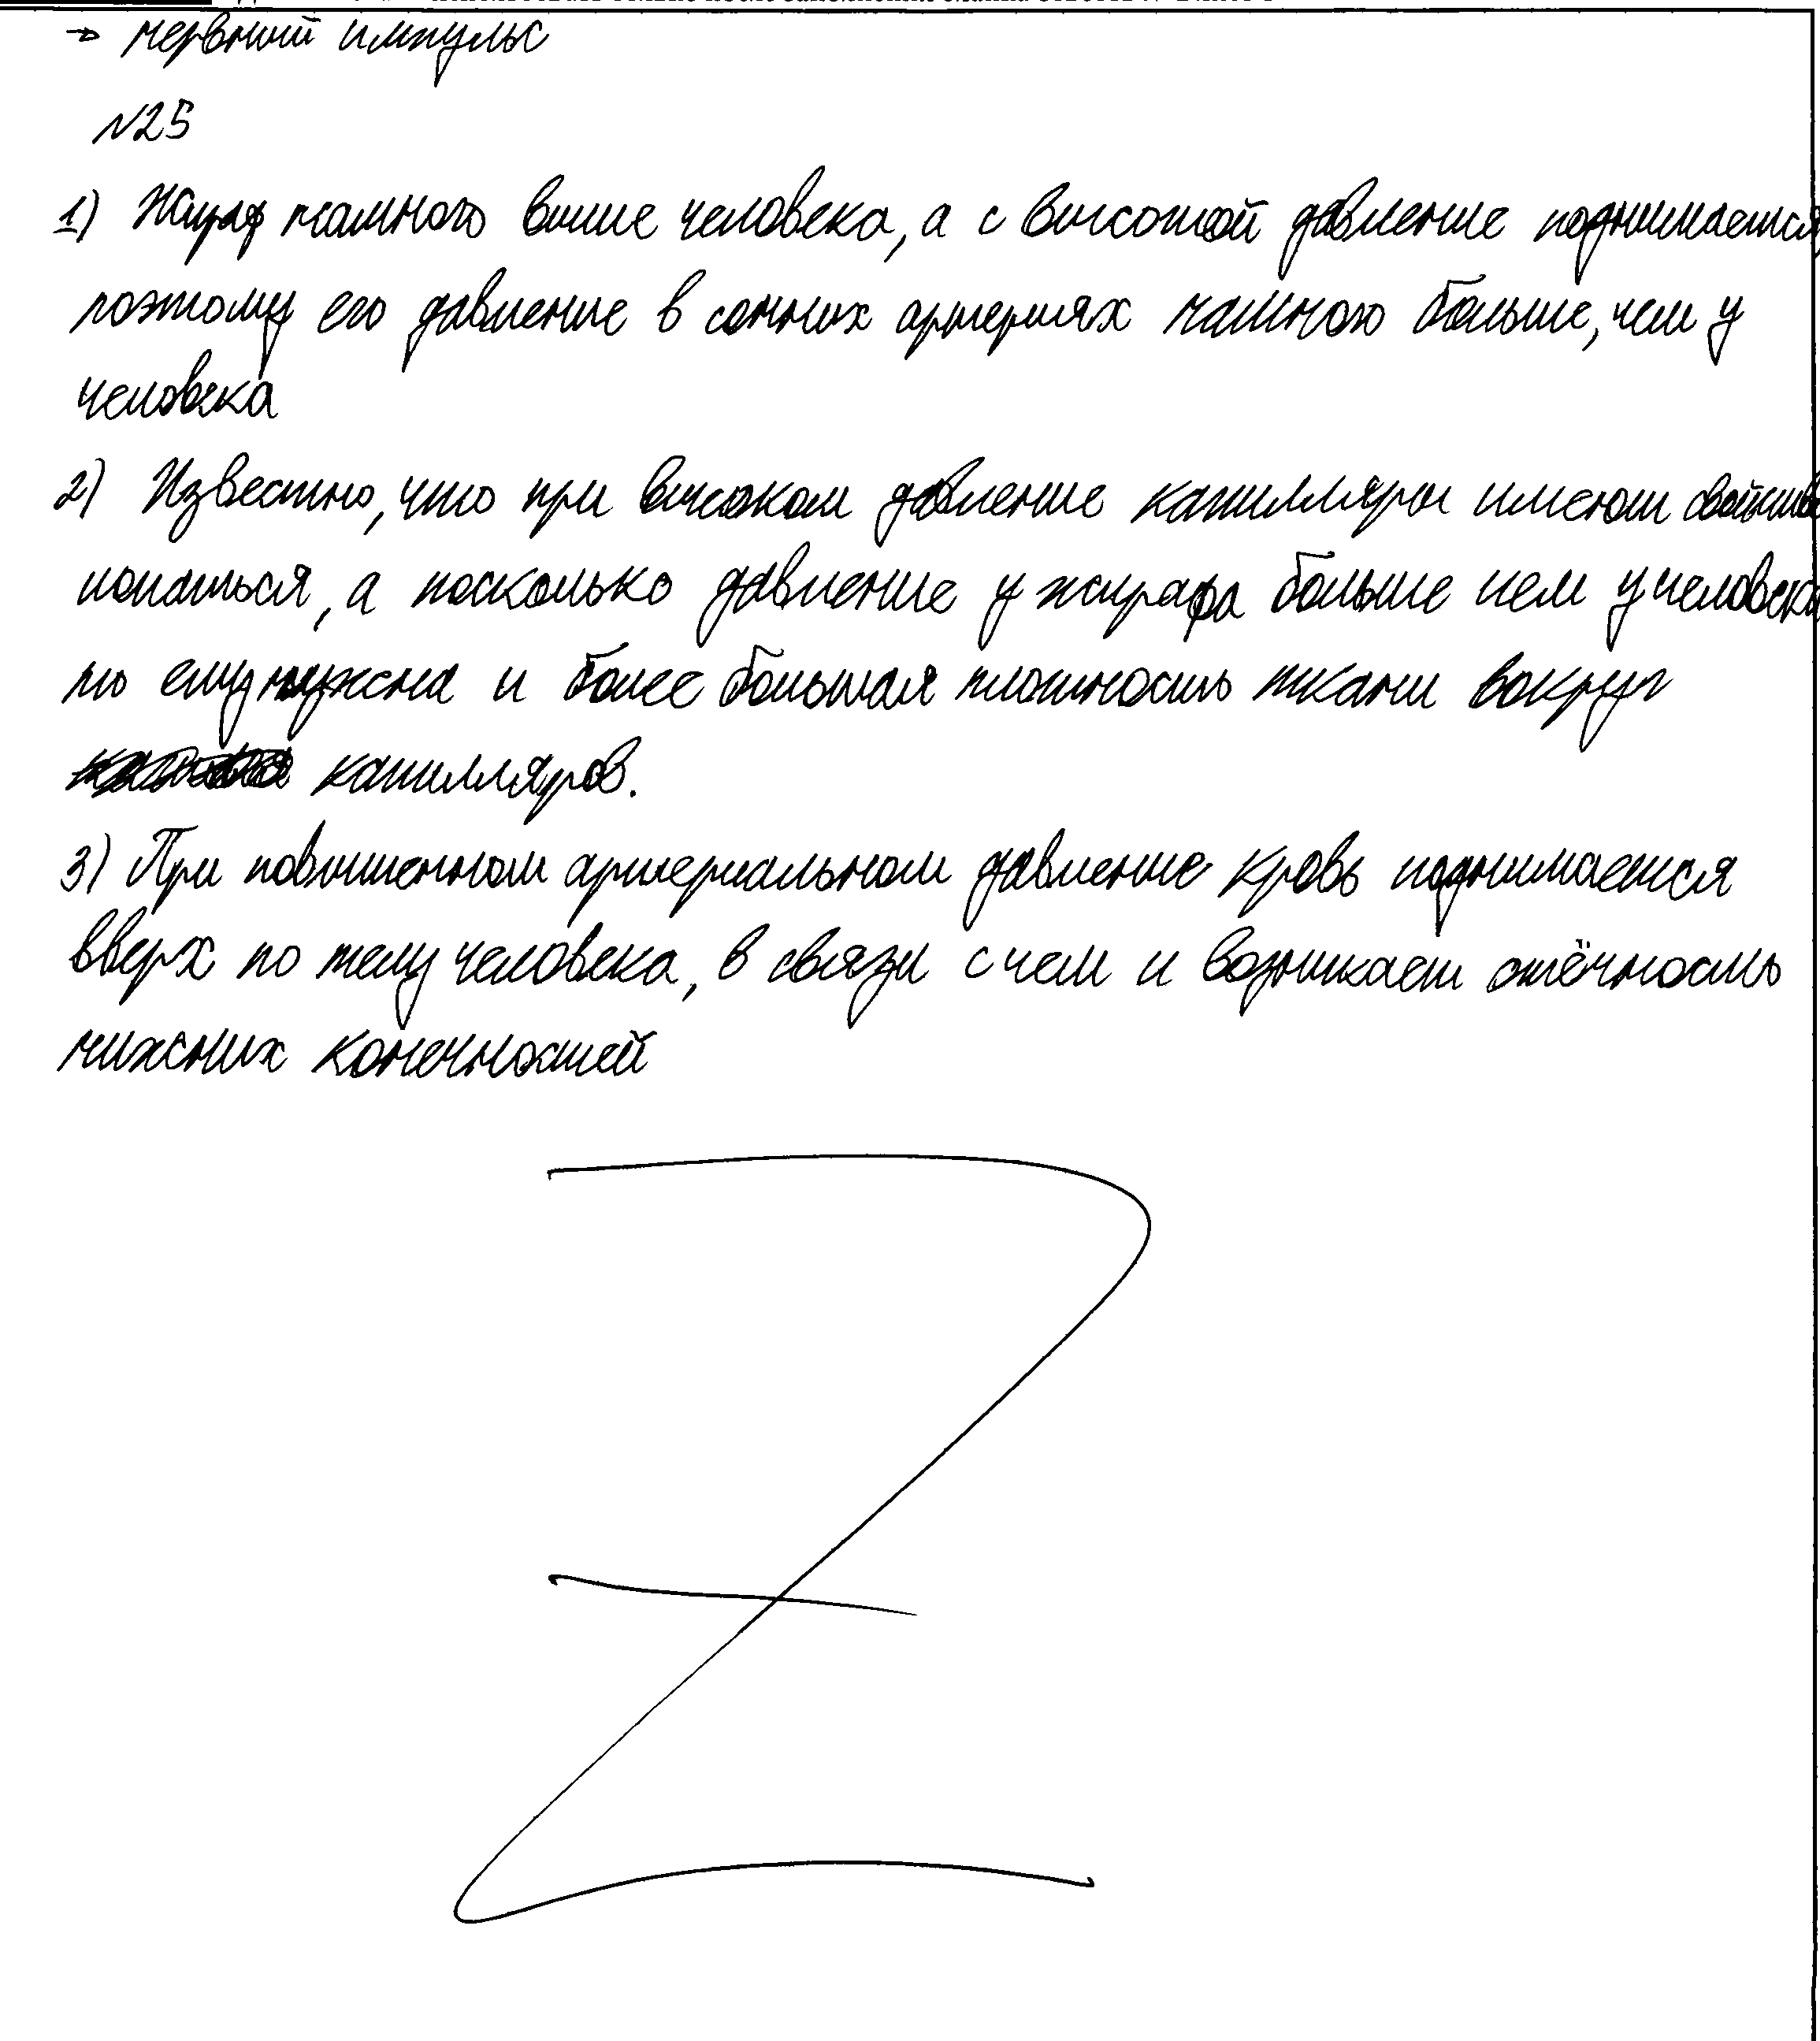 → нервный импульс
№25
1) Жираф намного выше человека, а с высотой давление поднимается,
поэтому его давление в сонных артериях намного больше, чем у
человека
2) Известно, что при высоком давление капилляры имеют свойство
лопаться, а поскольку давление у жирафа больше чем у человека,
то ему нужна и более большая плотность ткани вокруг
капилляров.
3) При повышенном артериальном давление кровь поднимается
вверх по телу человека, в связи с чем и возникает отёчность
нижних конечностей
Z